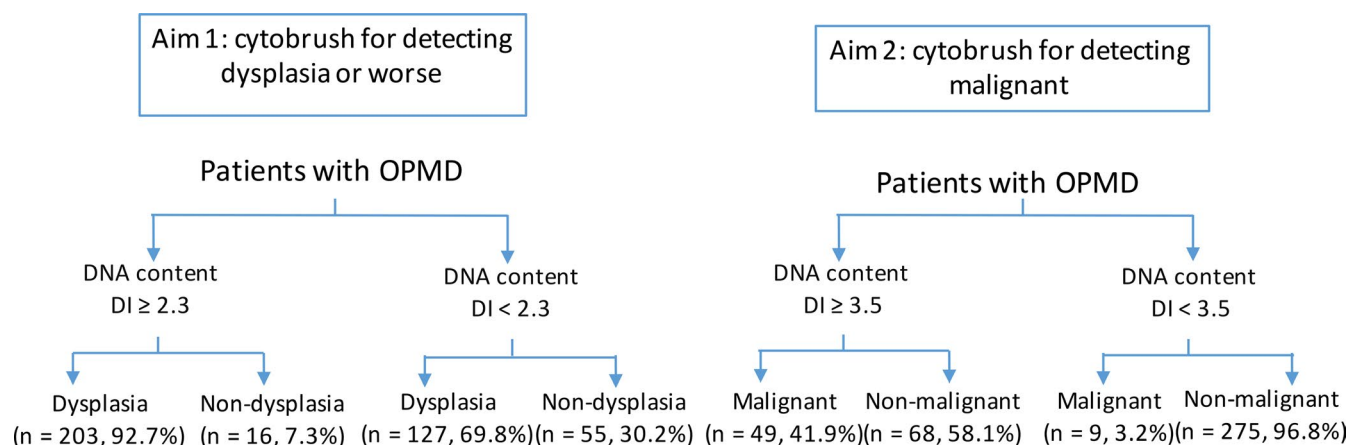 Aim 1: cytobrush for detecting
dysplasia or worse
Patients with OPMD
DNA content
DI ≥ 2.3
DNA content
DI < 2.3
Dysplasia
(n = 203, 92.7%)
Non-dysplasia
(n = 16, 7.3%)
Dysplasia
(n = 127, 69.8%)
Non-dysplasia
(n = 55, 30.2%)
Aim 2: cytobrush for detecting
malignant
Patients with OPMD
DNA content
DI ≥ 3.5
DNA content
DI < 3.5
Malignant
(n = 49, 41.9%)
Non-malignant
(n = 68, 58.1%)
Malignant
(n = 9, 3.2%)
Non-malignant
(n = 275, 96.8%)